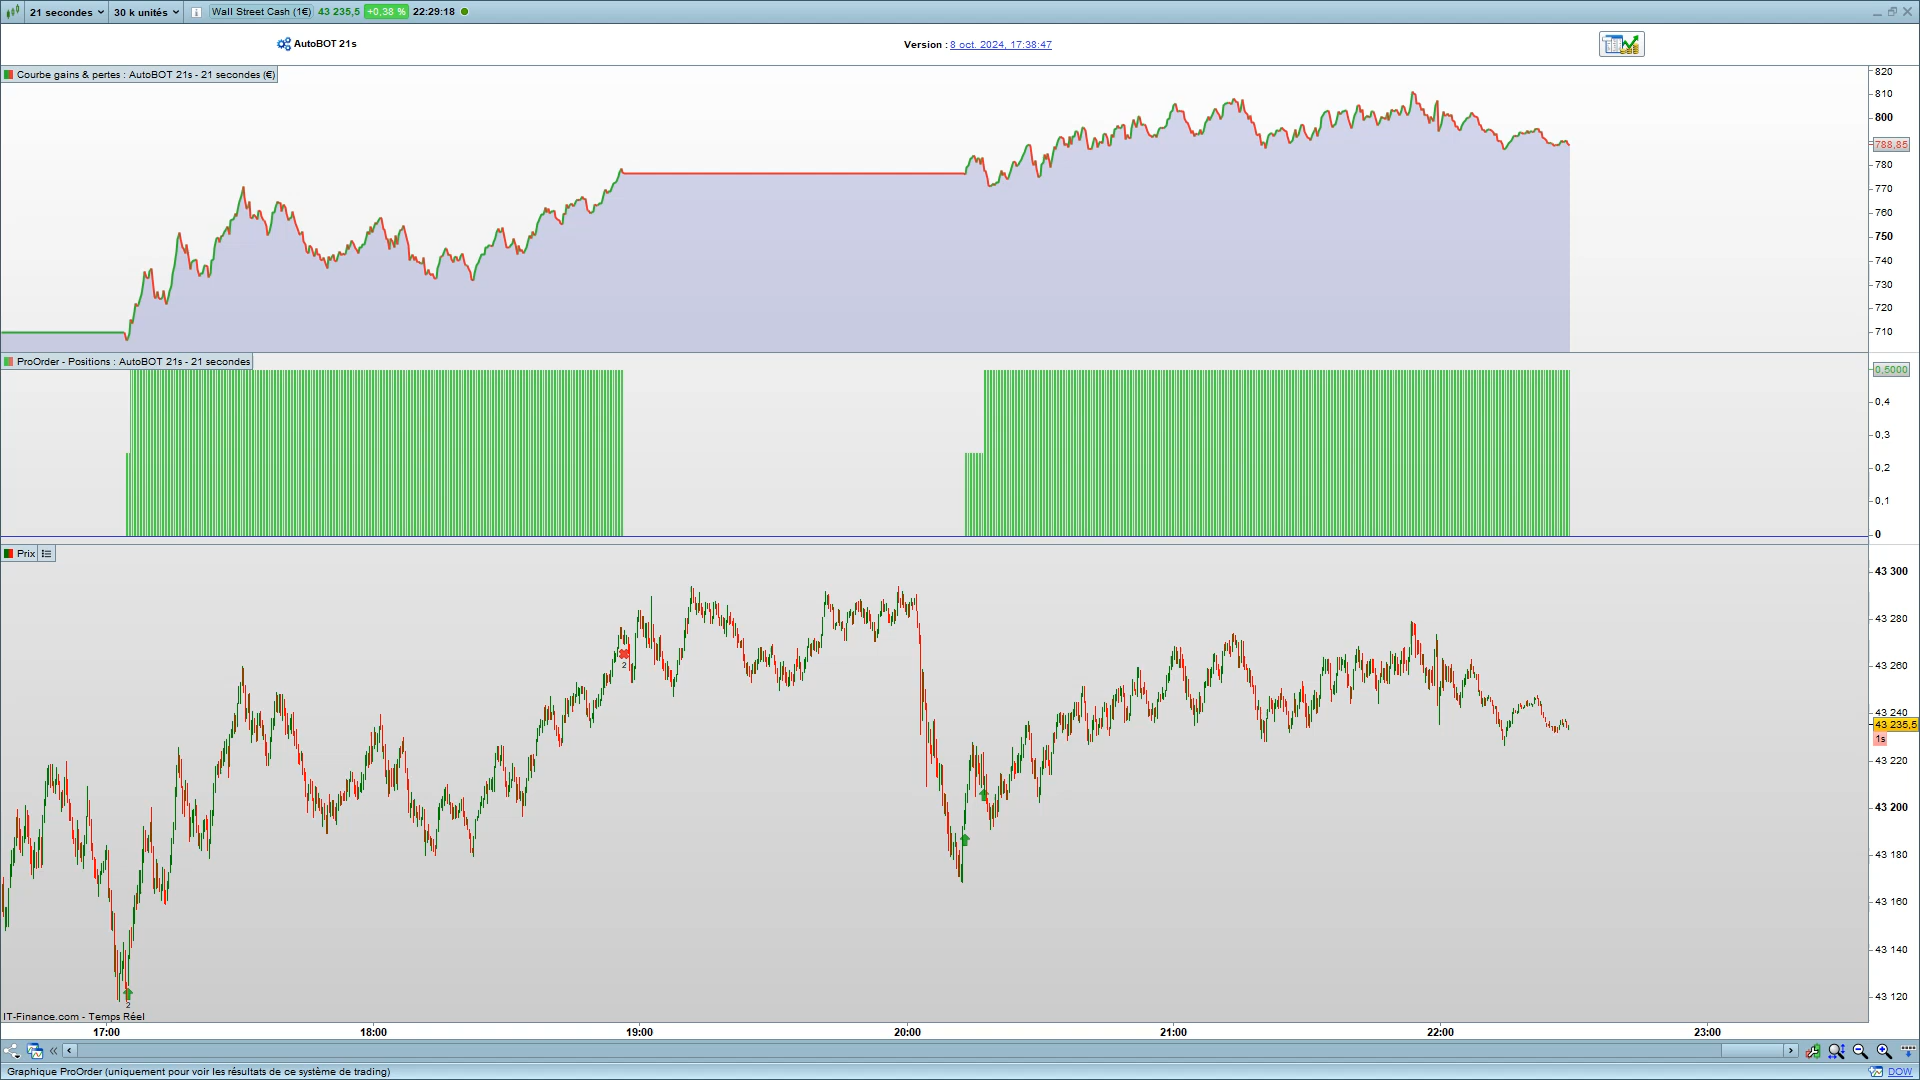 21 secondes 30 k unités Wall Street Cash (1€) 43 235,5 +0,38 % 22:29:18
AutoBOT 21s
Version : 8 oct. 2024, 17:38:47
Courbe gains & pertes : AutoBOT 21s - 21 secondes (€)
820
810
800
788,85
780
770
760
750
740
730
720
710
ProOrder - Positions : AutoBOT 21s - 21 secondes
0,5000
0,4
0,3
0,2
0,1
0
Prix
43 300
43 280
43 260
43 240
43 235,5
1s
43 220
43 200
43 180
43 160
43 140
43 120
2
2
IT-Finance.com - Temps Réel
17:00 18:00 19:00 20:00 21:00 22:00 23:00
Graphique ProOrder (uniquement pour voir les résultats de ce système de trading)
DOW